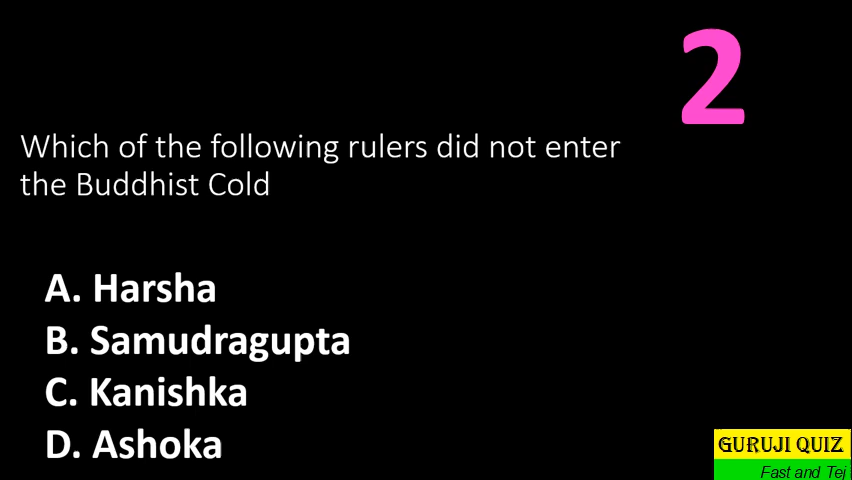 2
Which of the following rulers did not enter
the Buddhist Cold
A. Harsha
B. Samudragupta
C. Kanishka
D. Ashoka
GURUJI QUIZ
Fast and Tej